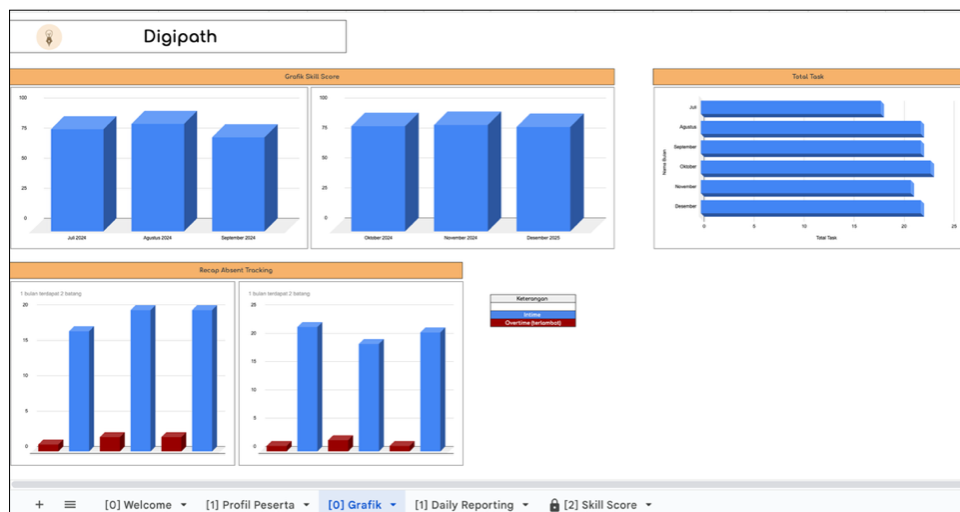 Digipath
Grafik Skill Score
100
75
50
25
0
Juli 2024
Agustus 2024
September 2024
100
75
50
25
0
Oktober 2024
November 2024
Desember 2025
Total Task
Nama Bulan
Juli
Agustus
September
Oktober
November
Desember
0 5 10 15 20 25
Total Task
Recap Absent Tracking
1 bulan terdapat 2 batang
20
15
10
5
0
1 bulan terdapat 2 batang
25
20
15
10
5
0
Keterangan
Intime
Overtime (terlambat)
[0] Welcome
[1] Profil Peserta
[0] Grafik
[1] Daily Reporting
[2] Skill Score